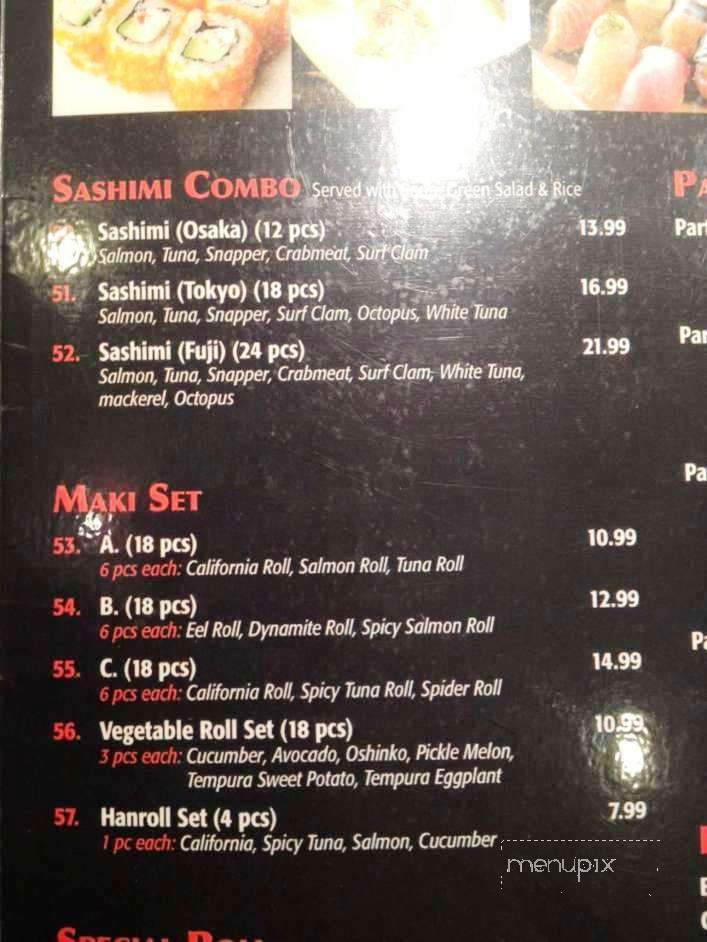 SASHIMI COMBO Served with Green Salad & Rice
Sashimi (Osaka) (12 pcs) 13.99
Salmon, Tuna, Snapper, Crabmeat, Surf Clam
51. Sashimi (Tokyo) (18 pcs) 16.99
Salmon, Tuna, Snapper, Surf Clam, Octopus, White Tuna
52. Sashimi (Fuji) (24 pcs) 21.99
Salmon, Tuna, Snapper, Crabmeat, Surf Clam, White Tuna,
mackerel, Octopus
MAKI SET
53. A. (18 pcs) 10.99
6 pcs each: California Roll, Salmon Roll, Tuna Roll
54. B. (18 pcs) 12.99
6 pcs each: Eel Roll, Dynamite Roll, Spicy Salmon Roll
55. C. (18 pcs) 14.99
6 pcs each: California Roll, Spicy Tuna Roll, Spider Roll
56. Vegetable Roll Set (18 pcs) 10.99
3 pcs each: Cucumber, Avocado, Oshinko, Pickle Melon,
Tempura Sweet Potato, Tempura Eggplant
57. Hanroll Set (4 pcs) 7.99
1 pc each: California, Spicy Tuna, Salmon, Cucumber
menupix
SPECIAL ROLL